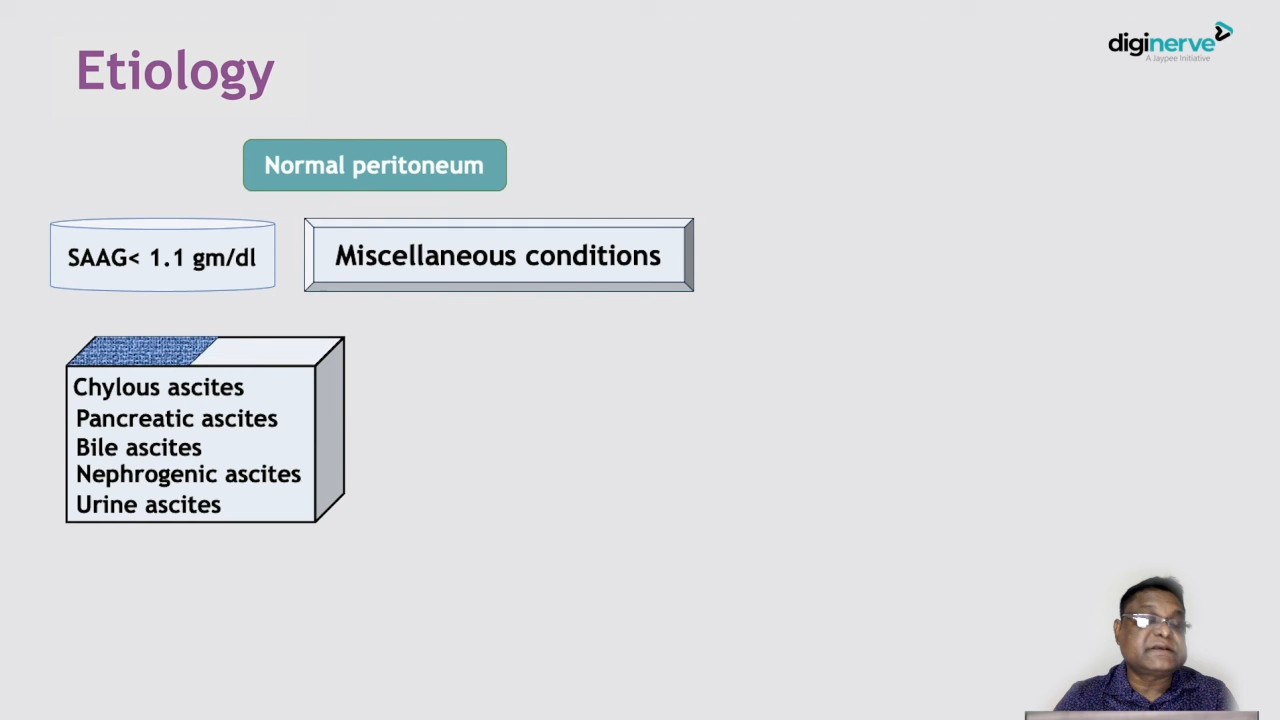 Etiology
diginerve
A Jaypee Initiative
Normal peritoneum
SAAG< 1.1 gm/dl
Miscellaneous conditions
Chylous ascites
Pancreatic ascites
Bile ascites
Nephrogenic ascites
Urine ascites